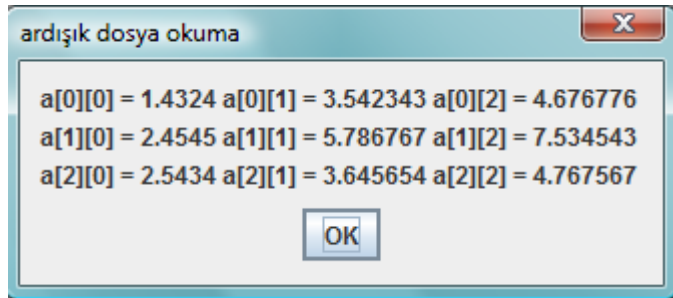 ardışık dosya okuma
a[0][0] = 1.4324 a[0][1] = 3.542343 a[0][2] = 4.676776
a[1][0] = 2.4545 a[1][1] = 5.786767 a[1][2] = 7.534543
a[2][0] = 2.5434 a[2][1] = 3.645654 a[2][2] = 4.767567
OK